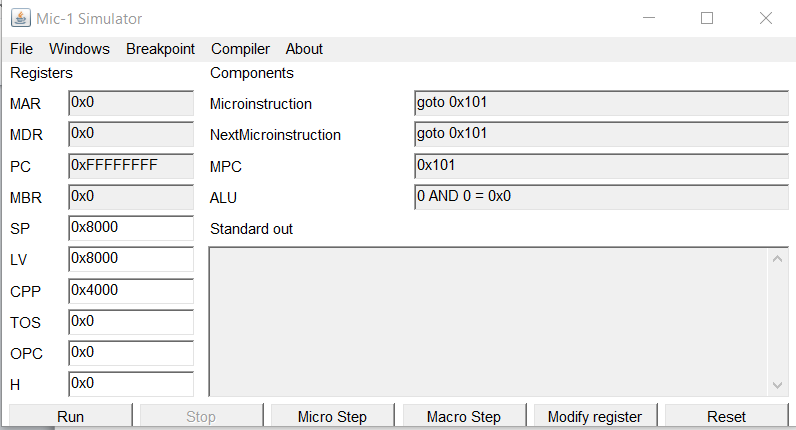 Mic-1 Simulator
File Windows Breakpoint Compiler About
Registers Components
MAR 0x0 Microinstruction goto 0x101
MDR 0x0 NextMicroinstruction goto 0x101
PC 0xFFFFFFFF MPC 0x101
MBR 0x0 ALU 0 AND 0 = 0x0
SP 0x8000 Standard out
LV 0x8000
CPP 0x4000
TOS 0x0
OPC 0x0
H 0x0
Run Stop Micro Step Macro Step Modify register Reset